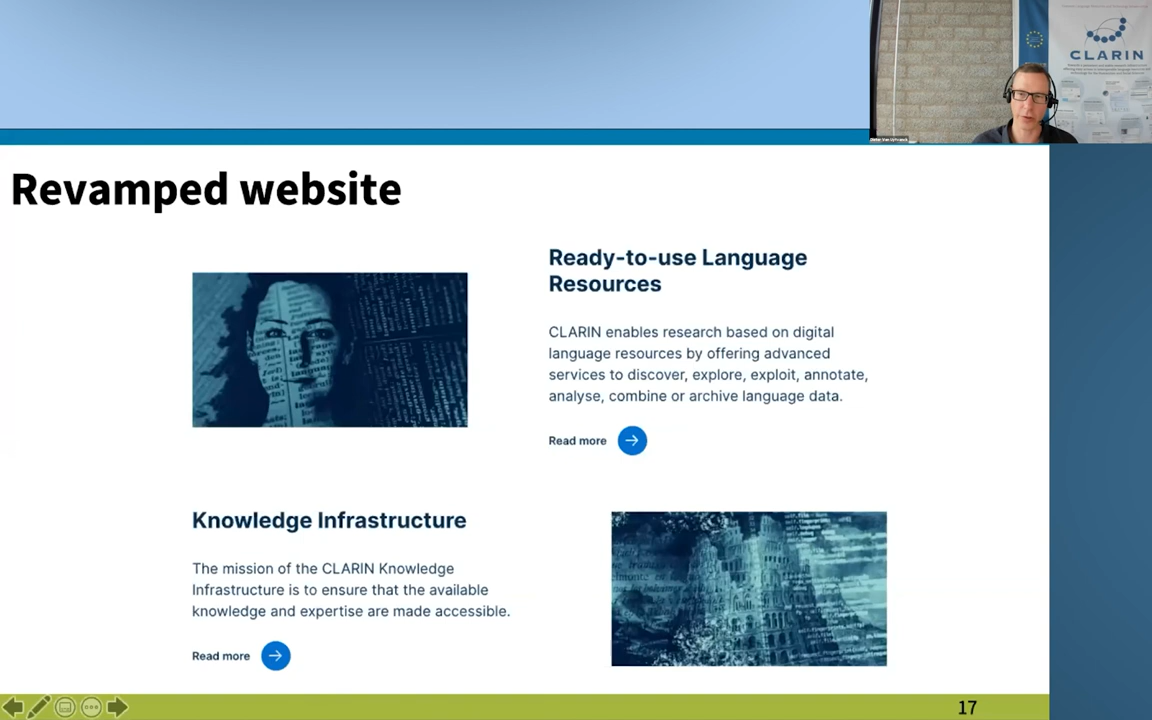 CLARIN
Revamped website
Ready-to-use Language
Resources
CLARIN enables research based on digital
language resources by offering advanced
services to discover, explore, exploit, annotate,
analyse, combine or archive language data.
Read more
Knowledge Infrastructure
The mission of the CLARIN Knowledge
Infrastructure is to ensure that the available
knowledge and expertise are made accessible.
Read more
17